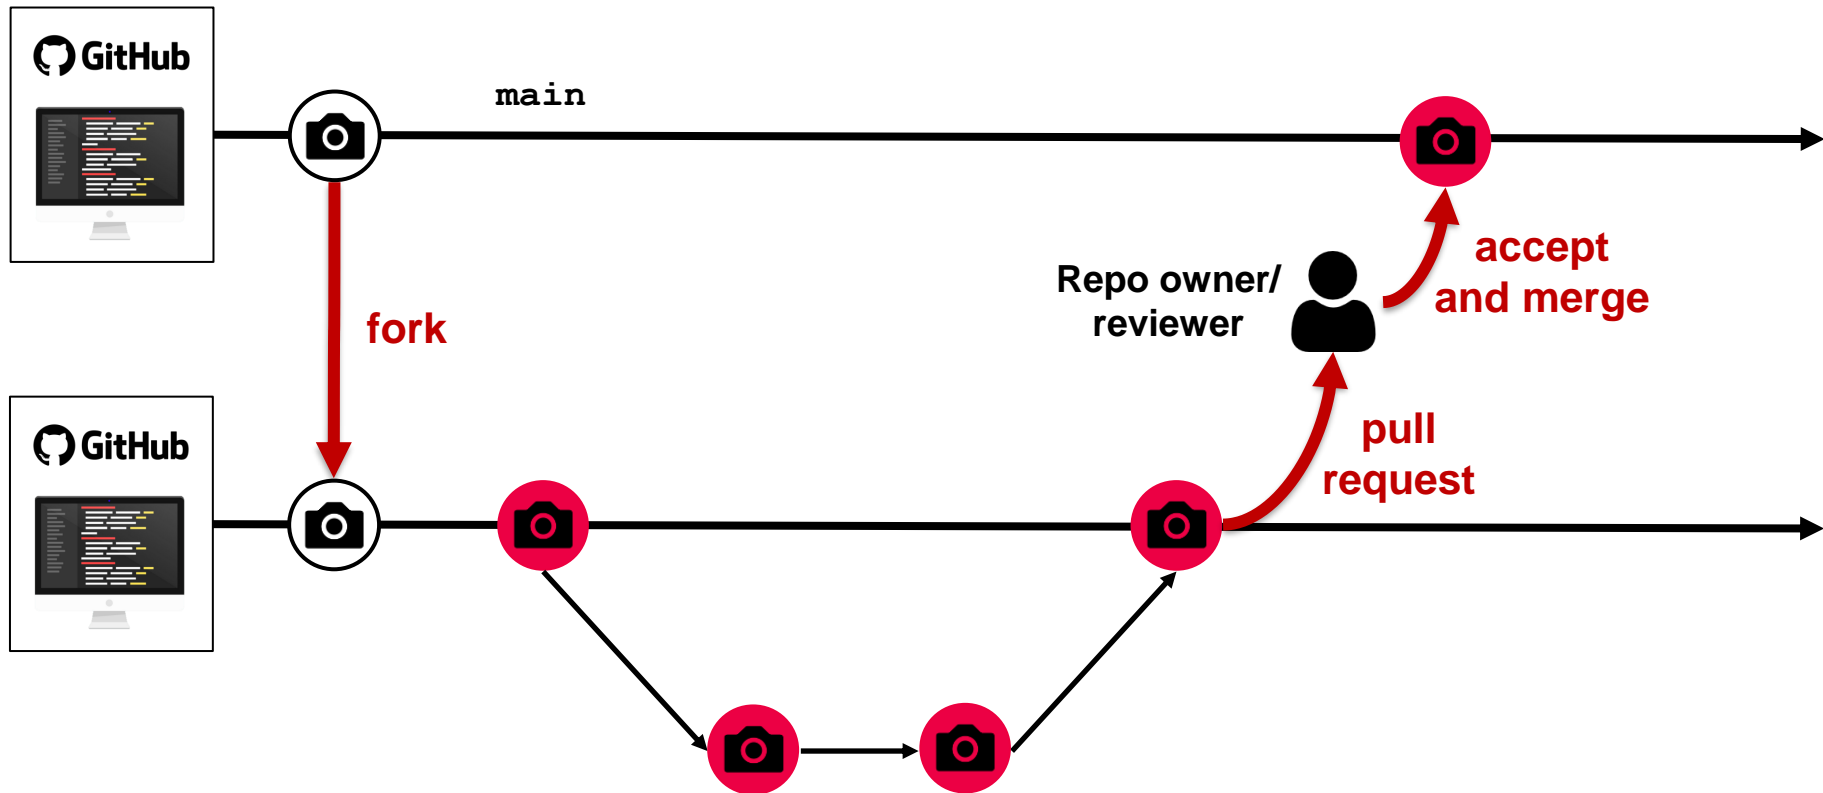 GitHub
main
accept
and merge
Repo owner/
reviewer
fork
pull
request
GitHub